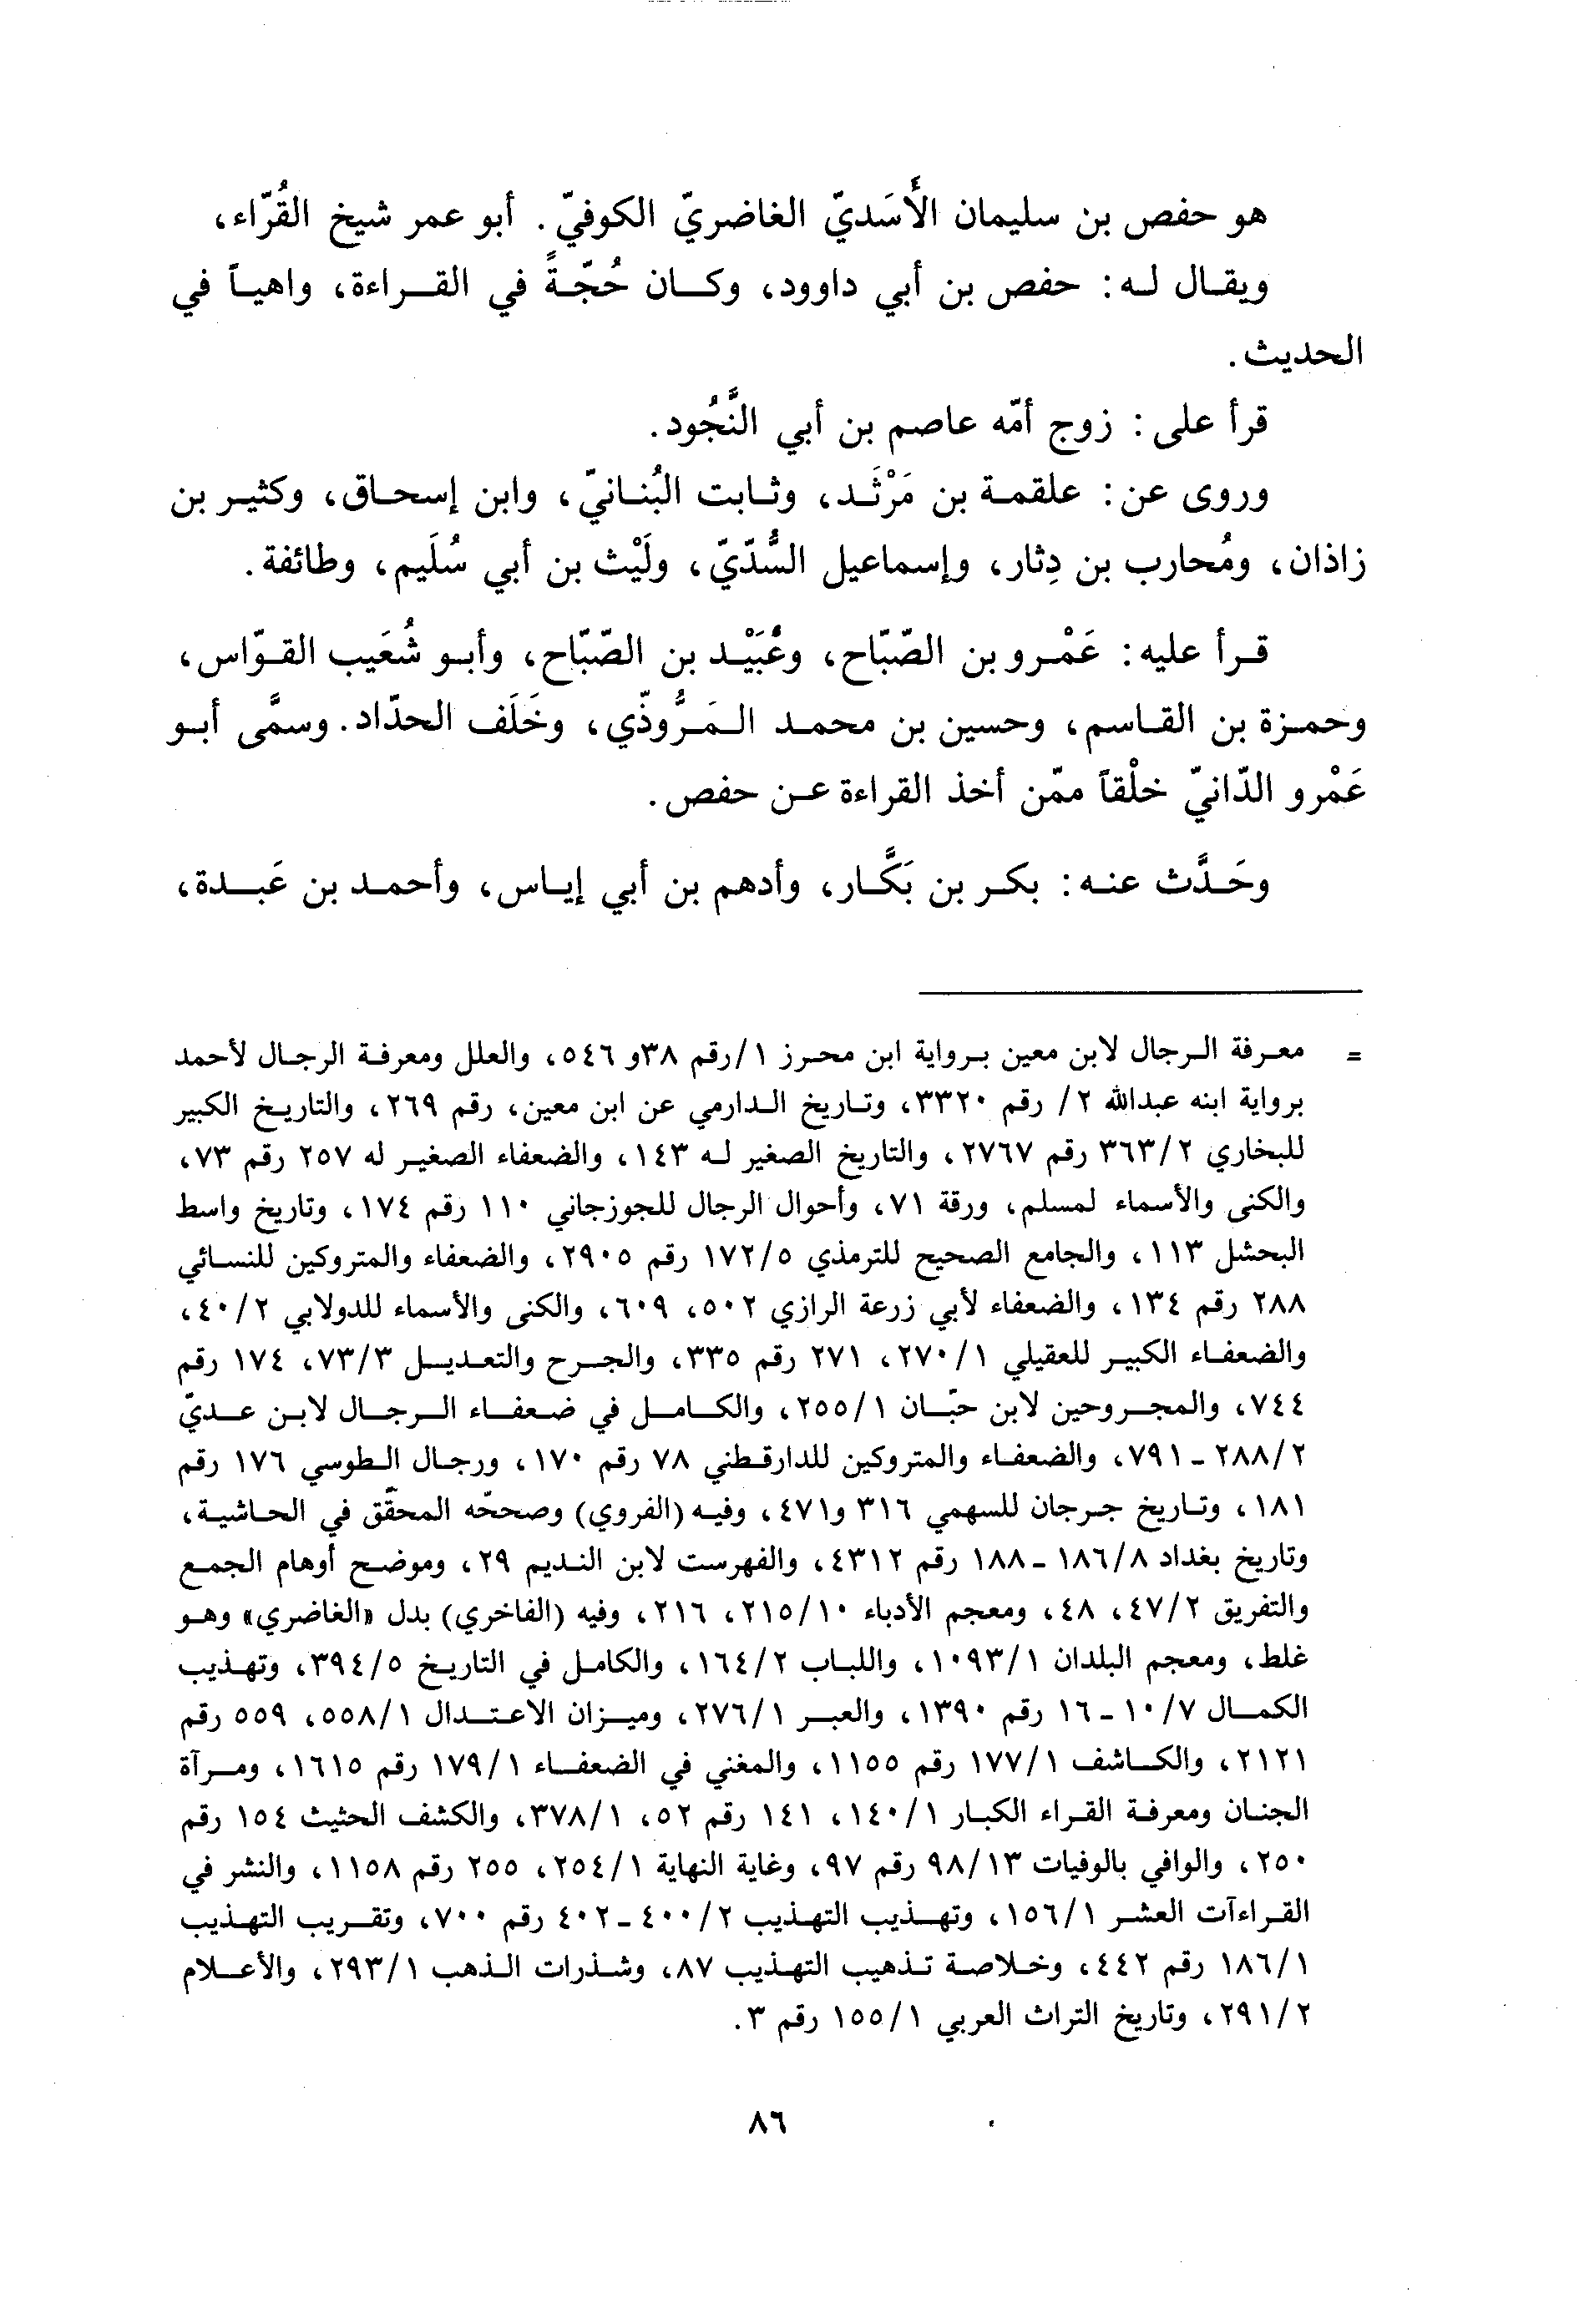 هو حفص بن سليمان الأَسَديّ الغاضريّ الكوفيّ. أبو عمر شيخ القُرّاء،
ويقال له: حفص بن أبي داوود، وكان حُجّةً في القراءة، واهياً في
الحديث.
قرأ على: زوج أمّه عاصم بن أبي النَّجُود.
وروى عن: علقمة بن مَرْثَد، وثابت البُنانيّ، وابن إسحاق، وكثير بن
زاذان، ومُحارب بن دِثار، وإسماعيل السُّدّيّ، ولَيْث بن أبي سُلَيم، وطائفة.
قرأ عليه: عَمْرو بن الصّبّاح، وعُبَيْد بن الصّبّاح، وأبو شُعَيب القوّاس،
وحمزة بن القاسم، وحسين بن محمد المَرُّوذّي، وخَلَف الحدّاد. وسمَّى أبو
عَمْرو الدّانيّ خلْقاً ممّن أخذ القراءة عن حفص.
وحَدَّث عنه: بكر بن بَكَّار، وأدهم بن أبي إياس، وأحمد بن عَبدة،
= معرفة الرجال لابن معين برواية ابن محرز ١/رقم ٣٨و ٥٤٦، والعلل ومعرفة الرجال لأحمد
برواية ابنه عبدالله ٢/ رقم ٣٣٢٠، وتاريخ الدارمي عن ابن معين، رقم ٢٦٩، والتاريخ الكبير
للبخاري ٣٦٣/٢ رقم ٢٧٦٧، والتاريخ الصغير له ١٤٣، والضعفاء الصغير له ٢٥٧ رقم ٧٣،
والكنى والأسماء لمسلم، ورقة ٧١، وأحوال الرجال للجوزجاني ١١٠ رقم ١٧٤، وتاريخ واسط
البحشل ١١٣، والجامع الصحيح للترمذي ١٧٢/٥ رقم ٢٩٠٥، والضعفاء والمتروكين للنسائي
٢٨٨ رقم ١٣٤، والضعفاء لأبي زرعة الرازي ٥٠٢، ٦٠٩، والكنى والأسماء للدولابي ٤٠/٢،
والضعفاء الكبير للعقيلي ٢٧٠/١، ٢٧١ رقم ٣٣٥، والجرح والتعديل ٧٣/٣، ١٧٤ رقم
٧٤٤، والمجروحين لابن حبّان ٢٥٥/١، والكامل في ضعفاء الرجال لابن عديّ
٢٨٨/٢ - ٧٩١، والضعفاء والمتروكين للدارقطني ٧٨ رقم ١٧٠، ورجال الطوسي ١٧٦ رقم
١٨١، وتاريخ جرجان للسهمي ٣١٦ و٤٧١، وفيه (الفروي) وصححّه المحقّق في الحاشية،
وتاريخ بغداد ١٨٦/٨ - ١٨٨ رقم ٤٣١٢، والفهرست لابن النديم ٢٩، وموضح أوهام الجمع
والتفريق ٤٧/٢، ٤٨، ومعجم الأدباء ٢١٥/١٠، ٢١٦، وفيه (الفاخري) بدل «الغاضري» وهو
غلط، ومعجم البلدان ١٠٩٣/١، واللباب ١٦٤/٢، والكامل في التاريخ ٣٩٤/٥، وتهذيب
الكمال ١٠/٧ - ١٦ رقم ١٣٩٠، والعبر ٢٧٦/١، وميزان الاعتدال ٥٥٨/١، ٥٥٩ رقم
٢١٢١، والكاشف ١٧٧/١ رقم ١١٥٥، والمغني في الضعفاء ١٧٩/١ رقم ١٦١٥، ومرآة
الجنان ومعرفة القراء الكبار ١٤٠/١، ١٤١ رقم ٥٢، ٣٧٨/١، والكشف الحثيث ١٥٤ رقم
٢٥٠، والوافي بالوفيات ٩٨/١٣ رقم ٩٧، وغاية النهاية ٢٥٤/١، ٢٥٥ رقم ١١٥٨، والنشر في
القراءآت العشر ١٥٦/١، وتهذيب التهذيب ٤٠٠/٢ - ٤٠٢ رقم ٧٠٠، وتقريب التهذيب
١٨٦/١ رقم ٤٤٢، وخلاصة تذهيب التهذيب ٨٧، وشذرات الذهب ٢٩٣/١، والأعلام
٢٩١/٢، وتاريخ التراث العربي ١٥٥/١ رقم ٣.
٨٦